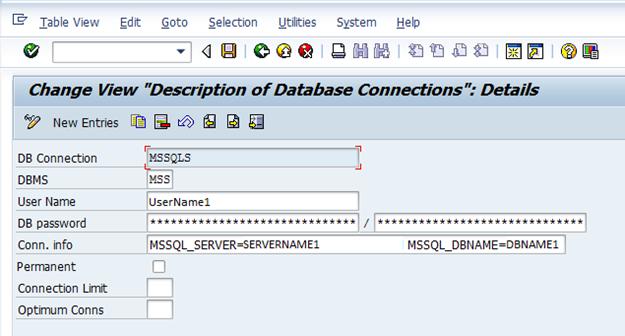 Table View Edit Goto Selection Utilities System Help
Change View "Description of Database Connections": Details
New Entries
DB Connection MSSQLS
DBMS MSS
User Name UserName1
DB password ****************************** / ******************************
Conn. info MSSQL_SERVER=SERVERNAME1 MSSQL_DBNAME=DBNAME1
Permanent
Connection Limit
Optimum Conns